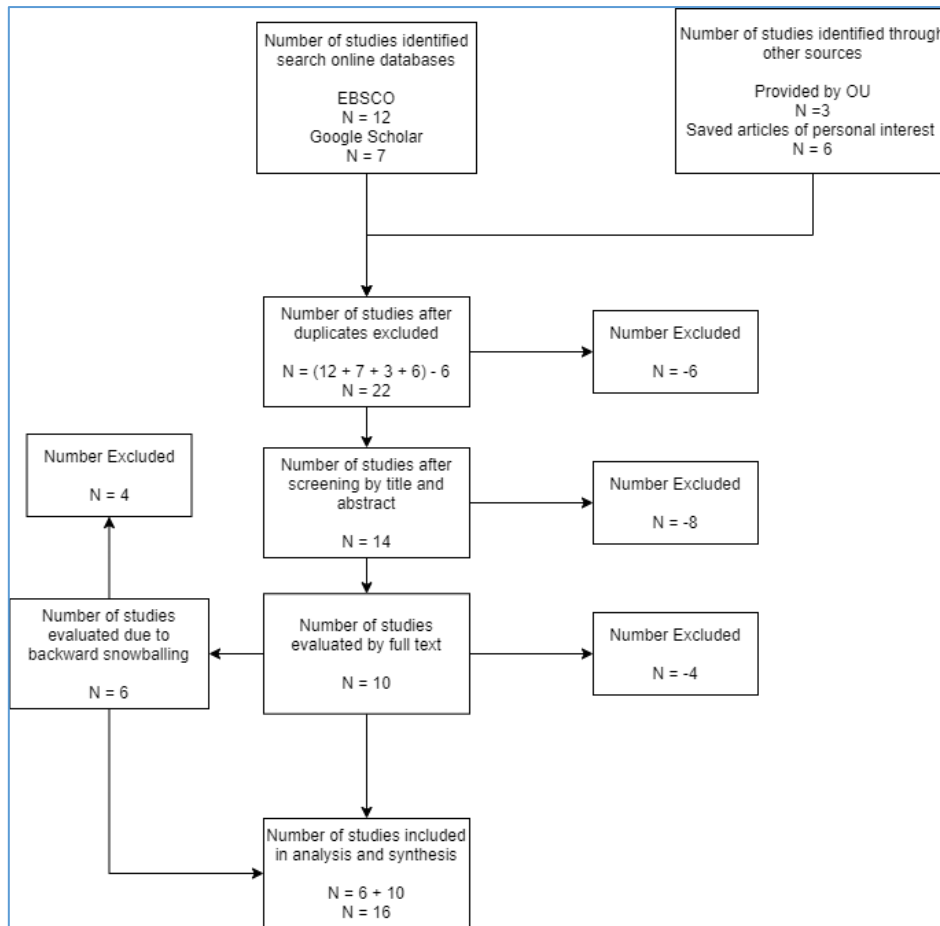 Number of studies identified
search online databases
EBSCO
N = 12
Google Scholar
N = 7
Number of studies identified through
other sources
Provided by OU
N =3
Saved articles of personal interest
N = 6
Number of studies after
duplicates excluded
N = (12 + 7 + 3 + 6) - 6
N = 22
Number Excluded
N = -6
Number Excluded
N = 4
Number of studies after
screening by title and
abstract
N = 14
Number Excluded
N = -8
Number of studies
evaluated due to
backward snowballing
N = 6
Number of studies
evaluated by full text
N = 10
Number Excluded
N = -4
Number of studies included
in analysis and synthesis
N = 6 + 10
N = 16